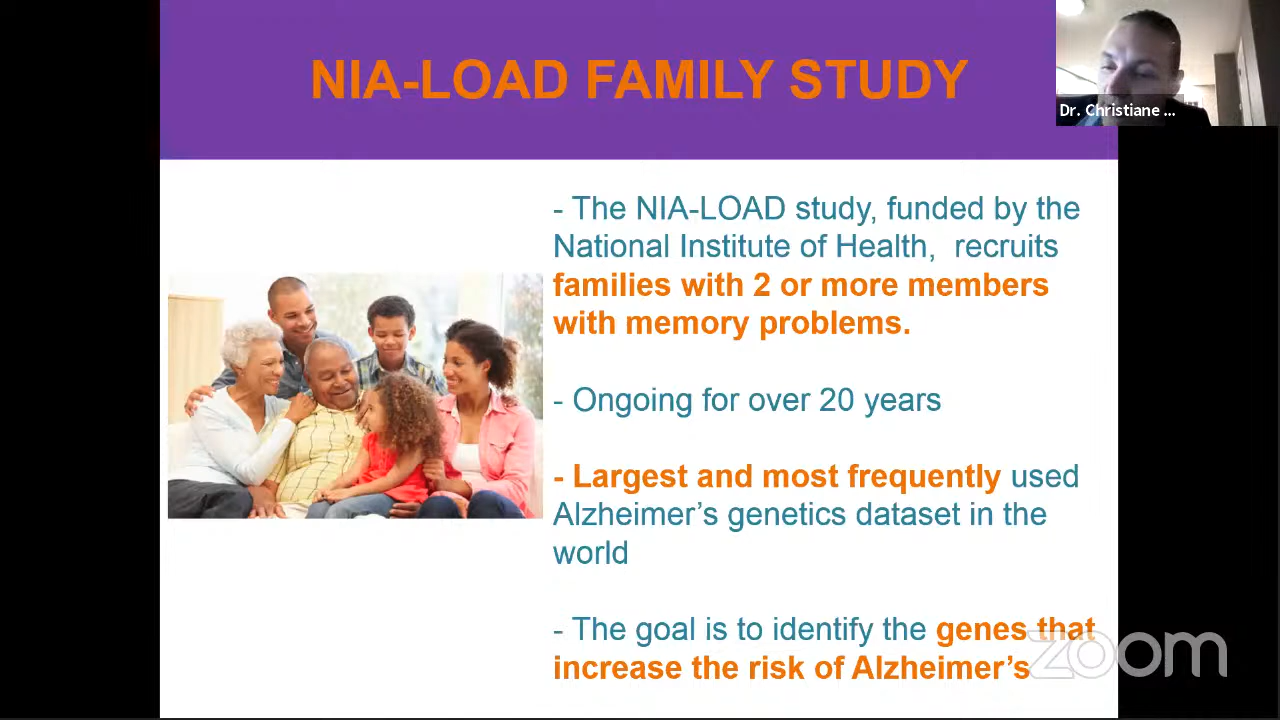 NIA-LOAD FAMILY STUDY
Dr. Christiane ...
- The NIA-LOAD study, funded by the
National Institute of Health, recruits
families with 2 or more members
with memory problems.
- Ongoing for over 20 years
- Largest and most frequently used
Alzheimer’s genetics dataset in the
world
- The goal is to identify the genes that
increase the risk of Alzheimer’s
zoom